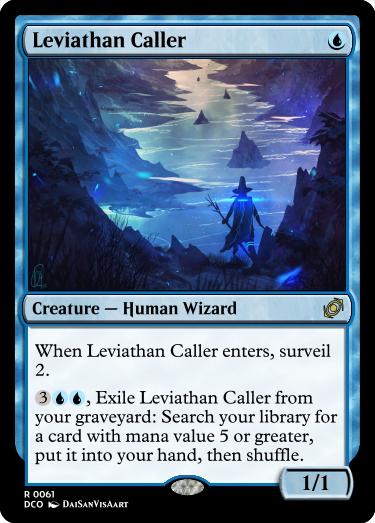 Leviathan Caller
Creature — Human Wizard
When Leviathan Caller enters, surveil
2.
3, Exile Leviathan Caller from
your graveyard: Search your library for
a card with mana value 5 or greater,
put it into your hand, then shuffle.
1/1
R 0061
DCO DaiSanVisAart